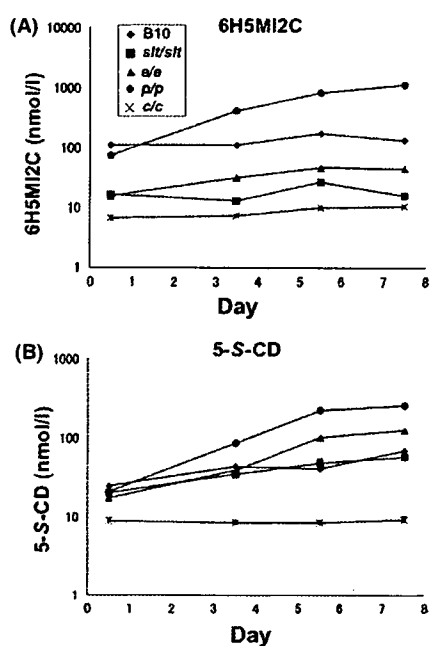 (A)
6H5MI2C
B10
slt/slt
a/a
p/p
c/c
10000
1000
100
10
1
6H5MI2C (nmol/l)
0 1 2 3 4 5 6 7 8
Day
(B)
5-S-CD
1000
100
10
1
5-S-CD (nmol/l)
0 1 2 3 4 5 6 7 8
Day